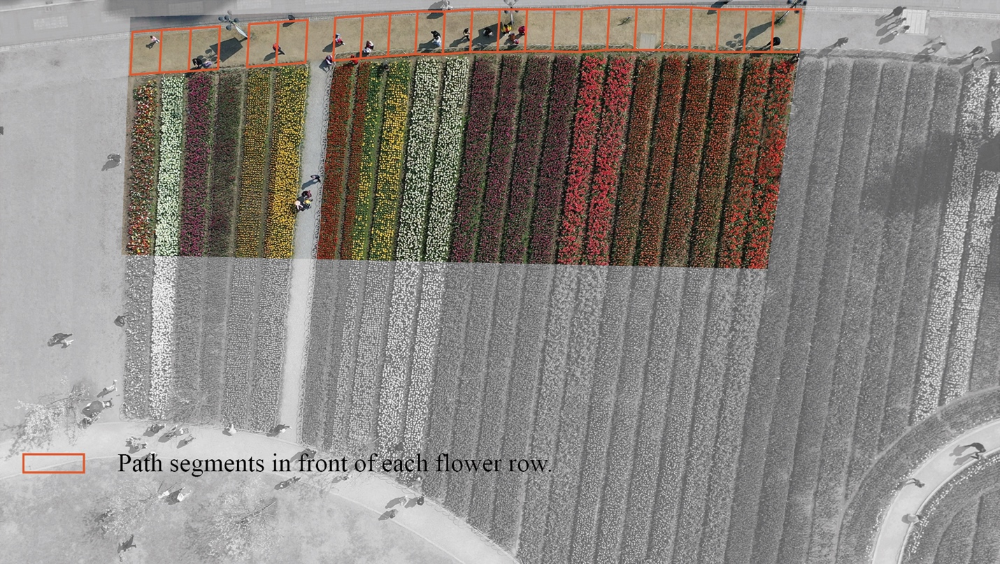 Path segments in front of each flower row.